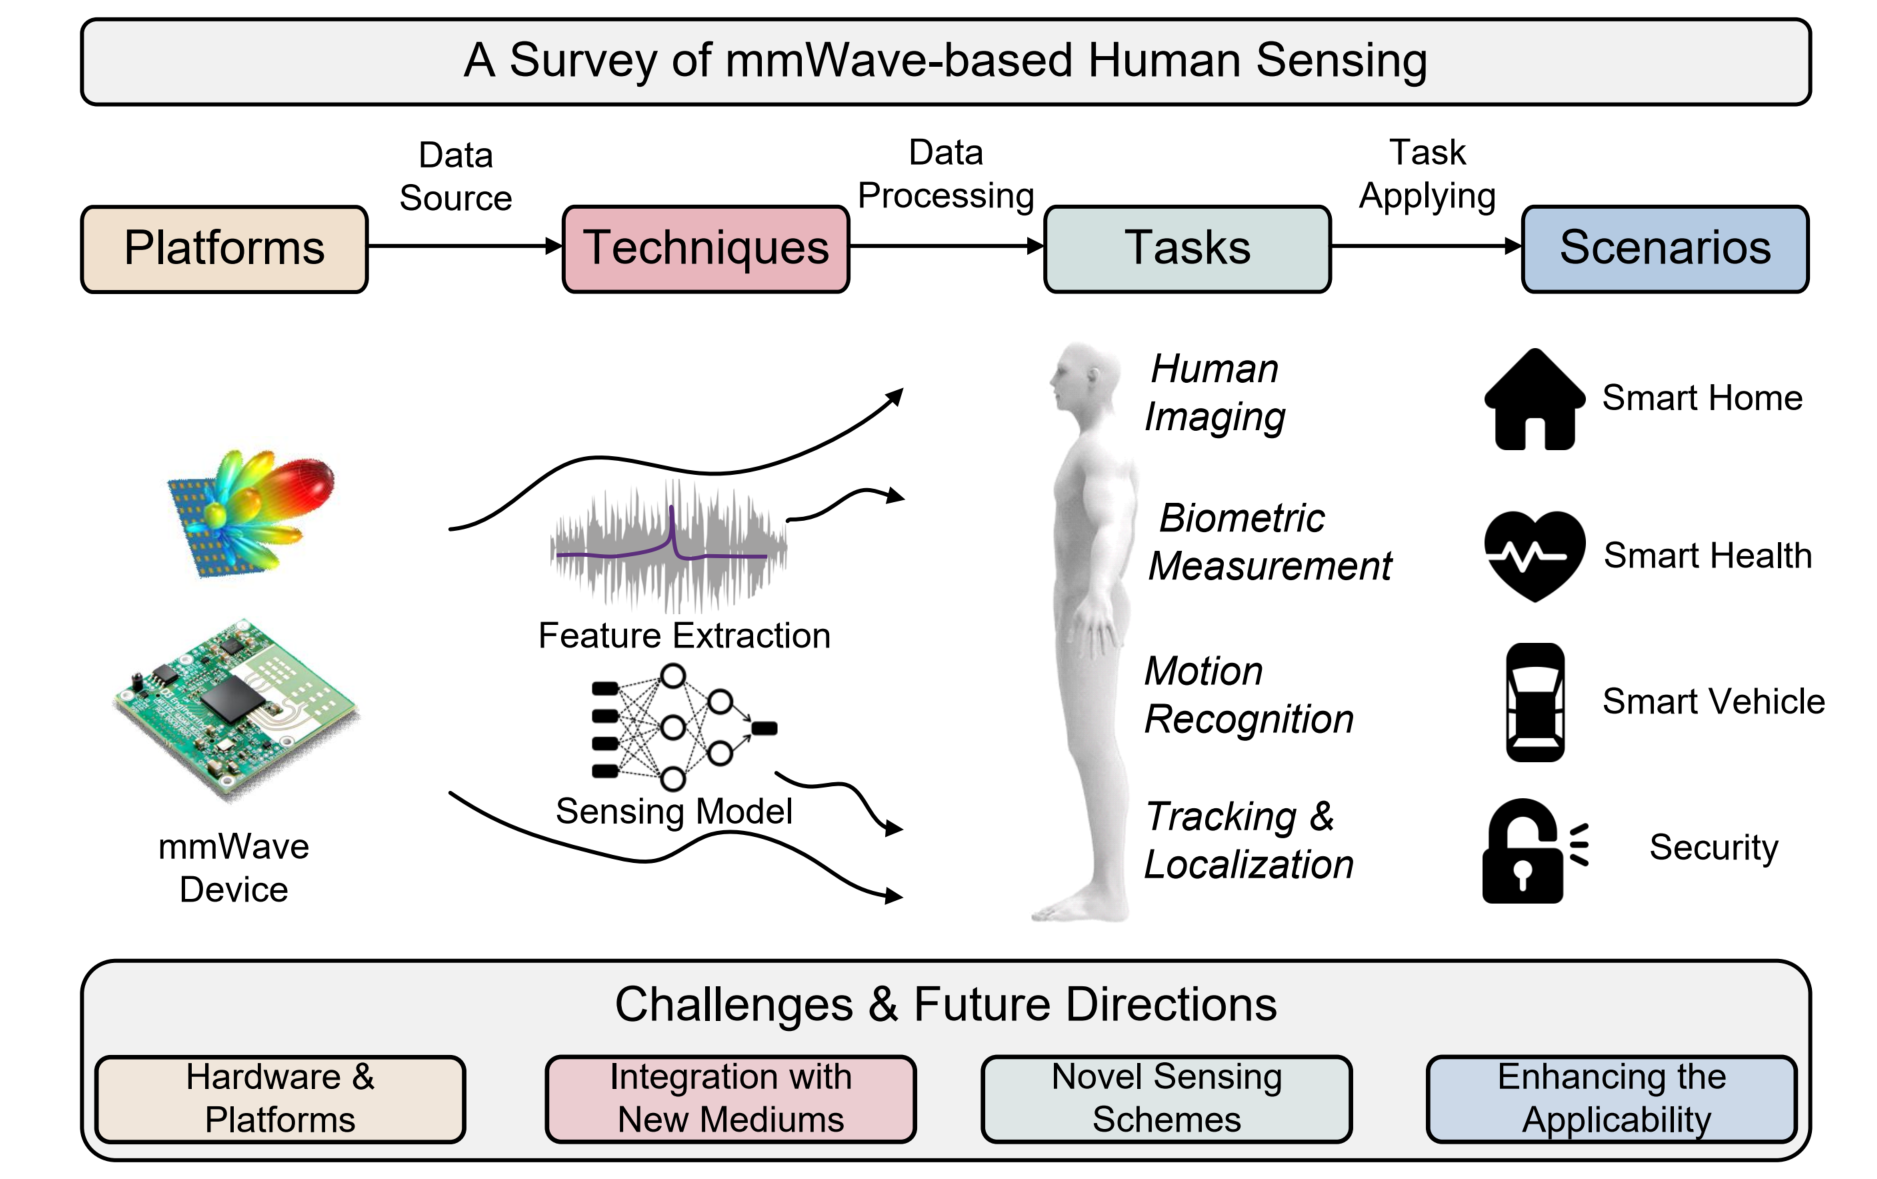 A Survey of mmWave-based Human Sensing
Data
Source
Data
Processing
Task
Applying
Platforms
Techniques
Tasks
Scenarios
Human
Imaging
Smart Home
Biometric
Measurement
Smart Health
Feature Extraction
Motion
Recognition
Smart Vehicle
Sensing Model
Tracking &
Localization
Security
mmWave
Device
Challenges & Future Directions
Hardware &
Platforms
Integration with
New Mediums
Novel Sensing
Schemes
Enhancing the
Applicability